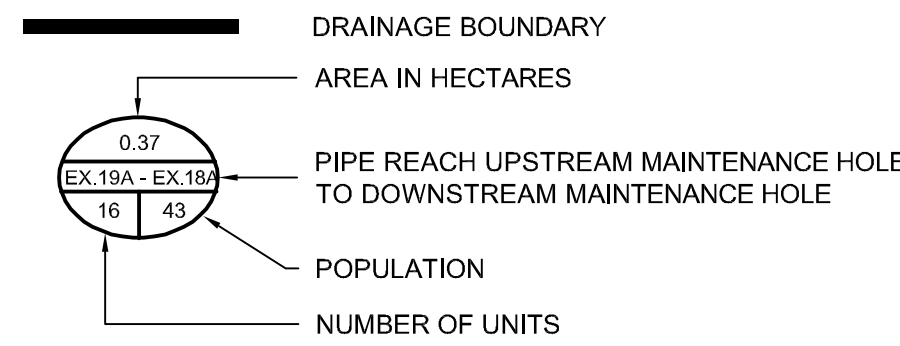 DRAINAGE BOUNDARY
AREA IN HECTARES
0.37
EX.19A - EX.18A
PIPE REACH UPSTREAM MAINTENANCE HOLE
TO DOWNSTREAM MAINTENANCE HOLE
16 43
POPULATION
NUMBER OF UNITS